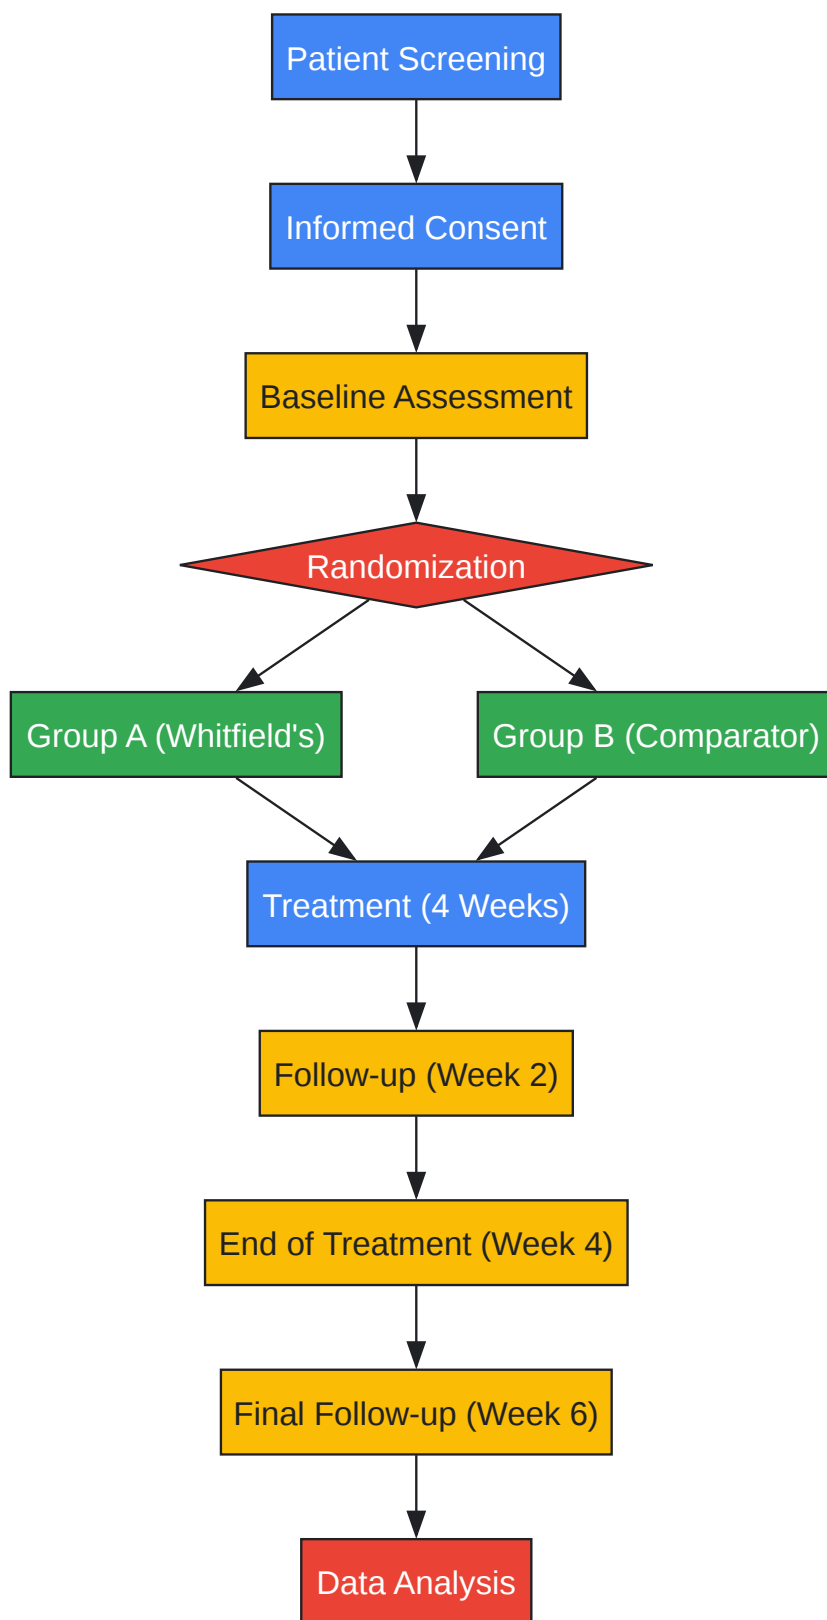 Patient Screening
Informed Consent
Baseline Assessment
Randomization
Group A (Whitfield's)
Group B (Comparator)
Treatment (4 Weeks)
Follow-up (Week 2)
End of Treatment (Week 4)
Final Follow-up (Week 6)
Data Analysis